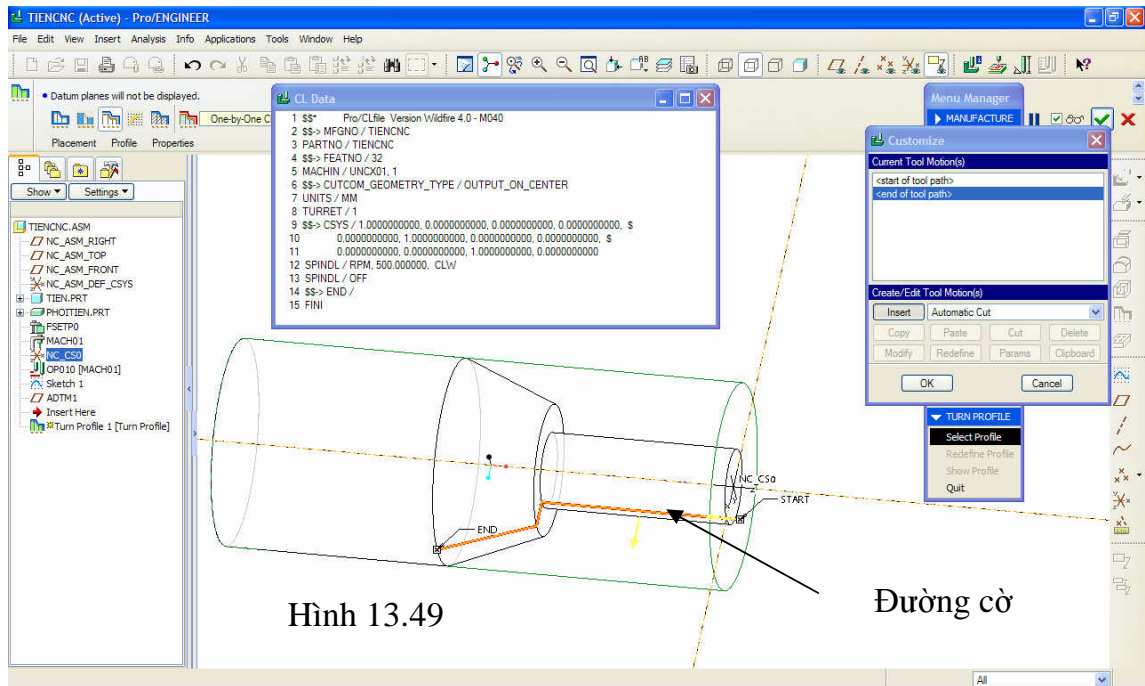 TIENCNC (Active) - Pro/ENGINEER
File Edit View Insert Analysis Info Applications Tools Window Help
• Datum planes will not be displayed.
One-by-One C
Placement Profile Properties
Show Settings
TIENCNC.ASM
NC_ASM_RIGHT
NC_ASM_TOP
NC_ASM_FRONT
NC_ASM_DEF_CSYS
TIEN.PRT
PHOITIEN.PRT
FSETP0
MACH01
NC_CS0
OP010 [MACH01]
Sketch 1
ADTM1
Insert Here
Turn Profile 1 [Turn Profile]
CL Data
1 $$* Pro/CLfile Version Wildfire 4.0 - M040
2 $$-> MFGNO / TIENCNC
3 PARTNO / TIENCNC
4 $$-> FEATNO / 32
5 MACHIN / UNCX01, 1
6 $$-> CUTCOM_GEOMETRY_TYPE / OUTPUT_ON_CENTER
7 UNITS / MM
8 TURRET / 1
9 $$-> CSYS / 1.0000000000, 0.0000000000, 0.0000000000, 0.0000000000, $
10 0.0000000000, 1.0000000000, 0.0000000000, 0.0000000000, $
11 0.0000000000, 0.0000000000, 1.0000000000, 0.0000000000
12 SPINDL / RPM, 500.000000, CLW
13 SPINDL / OFF
14 $$-> END /
15 FINI
Menu Manager
MANUFACTURE
Customize
Current Tool Motion(s)
<start of tool path>
<end of tool path>
Create/Edit Tool Motion(s)
Insert Automatic Cut
Copy Paste Cut Delete
Modify Redefine Params Clipboard
OK Cancel
TURN PROFILE
Select Profile
Redefine Profile
Show Profile
Quit
NC_CS0
Z
START
END
Hình 13.49
Đường cờ
All